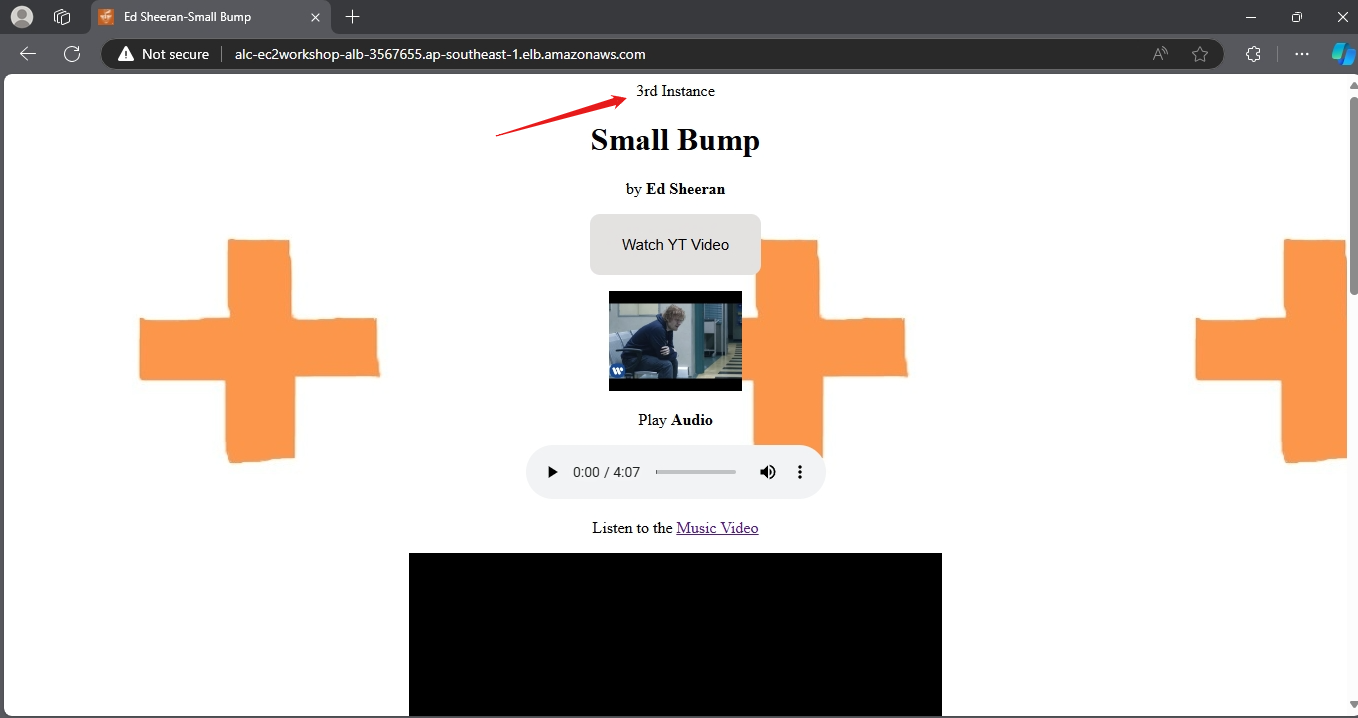 Ed Sheeran-Small Bump
Not secure alc-ec2workshop-alb-3567655.ap-southeast-1.elb.amazonaws.com
3rd Instance
Small Bump
by Ed Sheeran
Watch YT Video
Play Audio
0:00 / 4:07
Listen to the Music Video